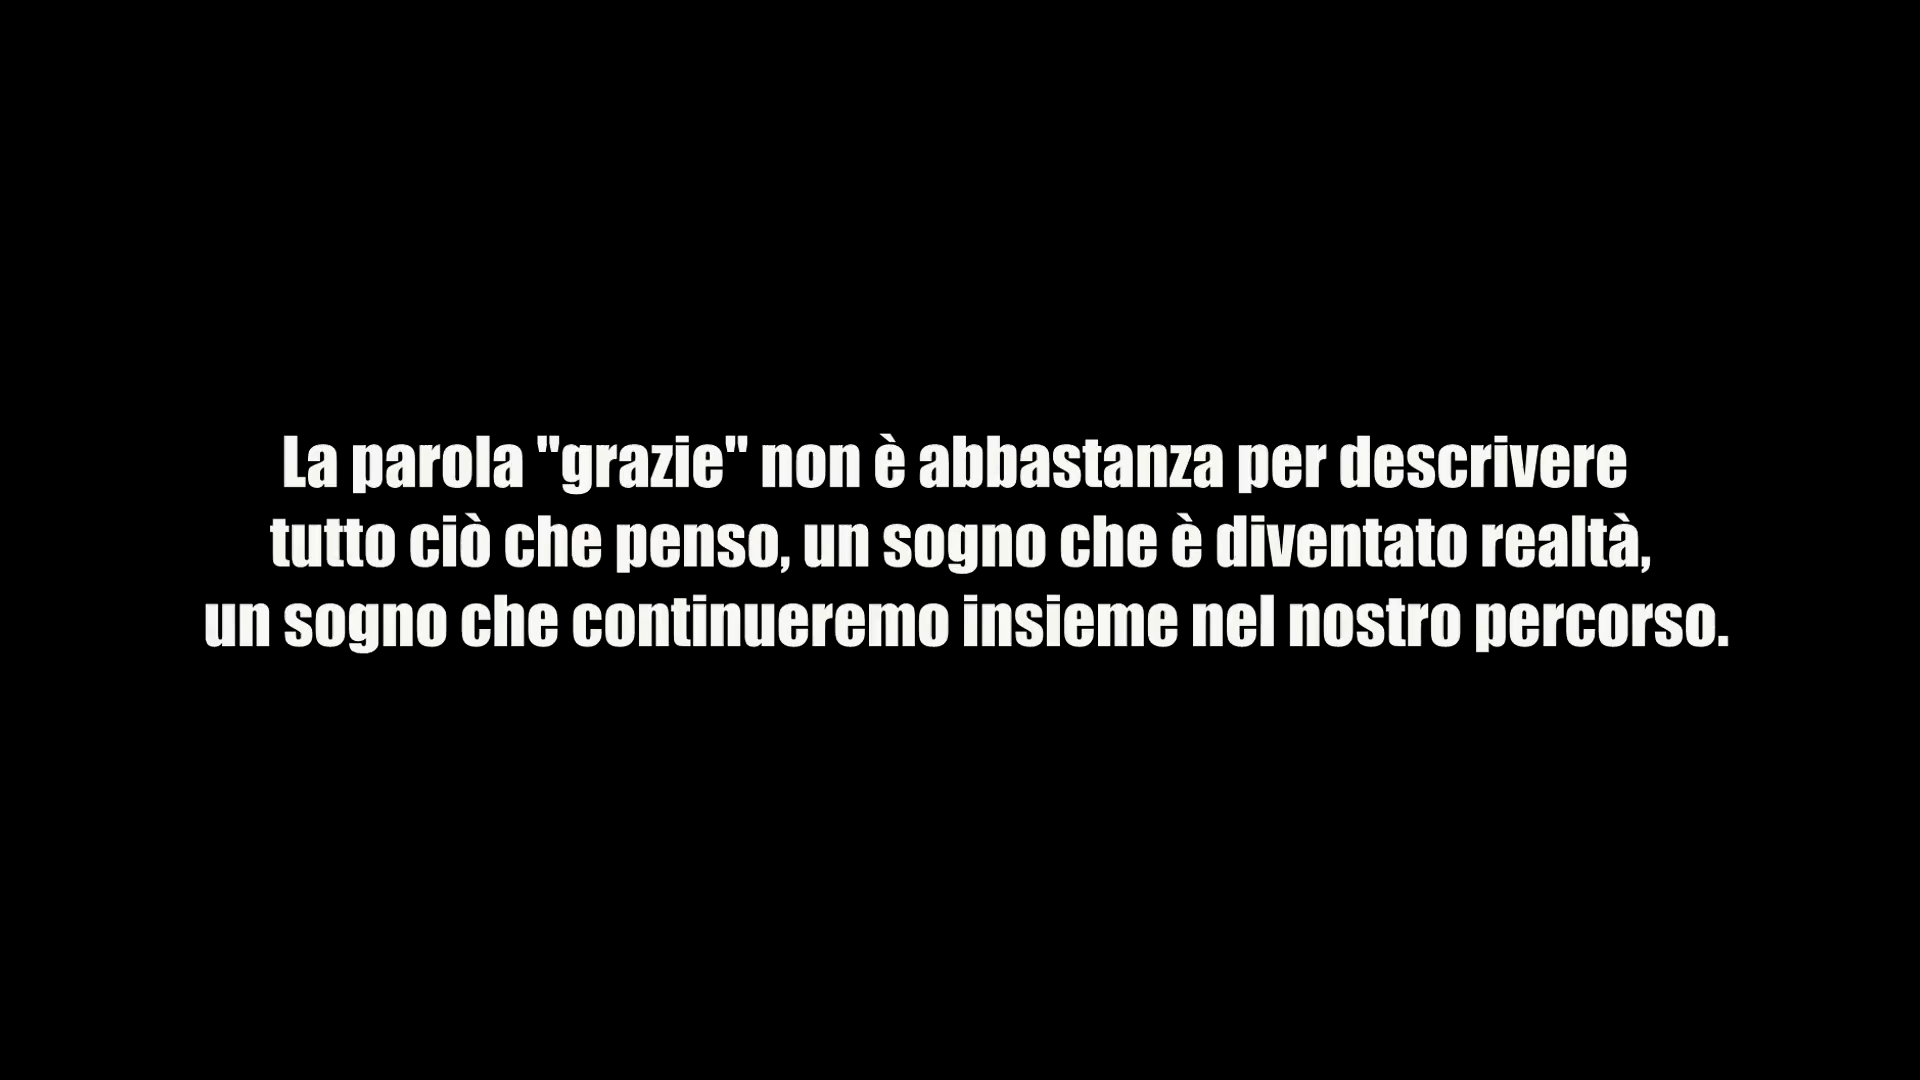 La parola "grazie" non è abbastanza per descrivere
tutto ciò che penso, un sogno che è diventato realtà,
un sogno che continueremo insieme nel nostro percorso.